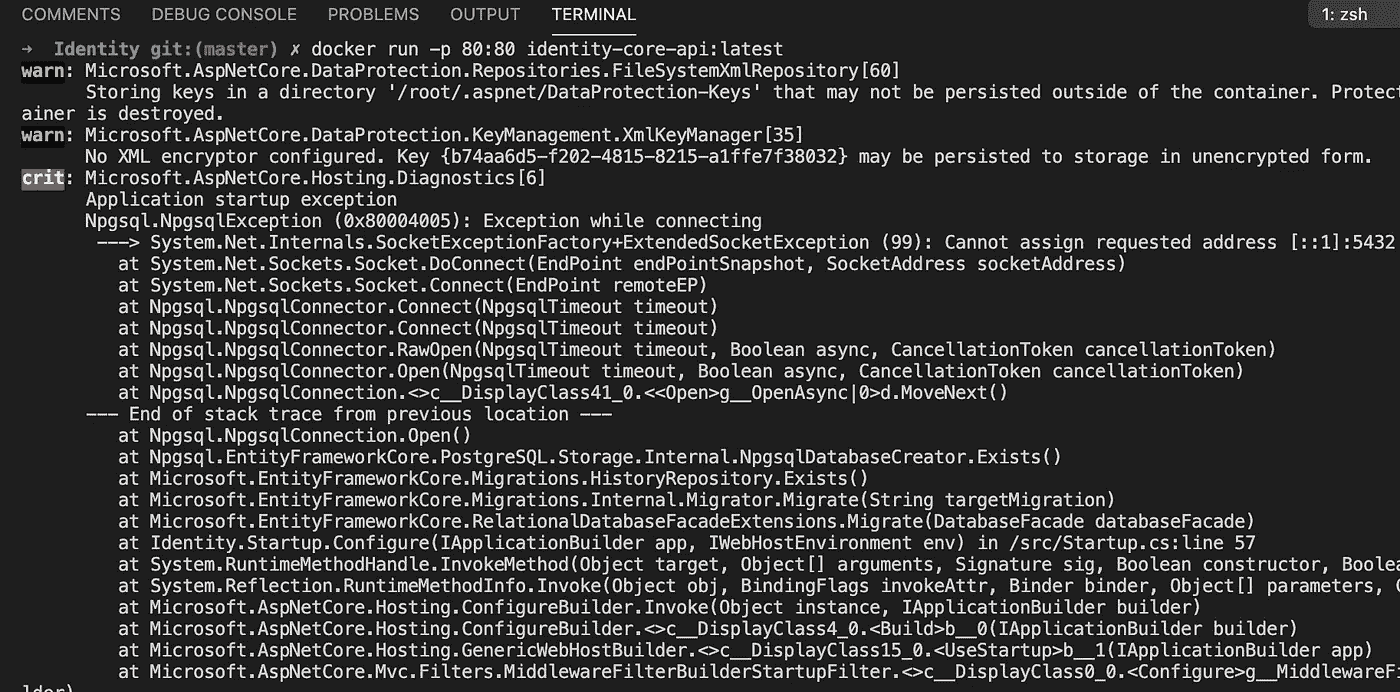 COMMENTS DEBUG CONSOLE PROBLEMS OUTPUT TERMINAL 1: zsh
→ Identity git:(master) ✗ docker run -p 80:80 identity-core-api:latest
warn: Microsoft.AspNetCore.DataProtection.Repositories.FileSystemXmlRepository[60]
Storing keys in a directory '/root/.aspnet/DataProtection-Keys' that may not be persisted outside of the container. Protect
ainer is destroyed.
warn: Microsoft.AspNetCore.DataProtection.KeyManagement.XmlKeyManager[35]
No XML encryptor configured. Key {b74aa6d5-f202-4815-8215-a1ffe7f38032} may be persisted to storage in unencrypted form.
crit: Microsoft.AspNetCore.Hosting.Diagnostics[6]
Application startup exception
Npgsql.NpgsqlException (0x80004005): Exception while connecting
---> System.Net.Internals.SocketExceptionFactory+ExtendedSocketException (99): Cannot assign requested address [::1]:5432
at System.Net.Sockets.Socket.DoConnect(EndPoint endPointSnapshot, SocketAddress socketAddress)
at System.Net.Sockets.Socket.Connect(EndPoint remoteEP)
at Npgsql.NpgsqlConnector.Connect(NpgsqlTimeout timeout)
at Npgsql.NpgsqlConnector.Connect(NpgsqlTimeout timeout)
at Npgsql.NpgsqlConnector.RawOpen(NpgsqlTimeout timeout, Boolean async, CancellationToken cancellationToken)
at Npgsql.NpgsqlConnector.Open(NpgsqlTimeout timeout, Boolean async, CancellationToken cancellationToken)
at Npgsql.NpgsqlConnection.<>c__DisplayClass41_0.<<Open>g__OpenAsync|0>d.MoveNext()
--- End of stack trace from previous location ---
at Npgsql.NpgsqlConnection.Open()
at Npgsql.EntityFrameworkCore.PostgreSQL.Storage.Internal.NpgsqlDatabaseCreator.Exists()
at Microsoft.EntityFrameworkCore.Migrations.HistoryRepository.Exists()
at Microsoft.EntityFrameworkCore.Migrations.Internal.Migrator.Migrate(String targetMigration)
at Microsoft.EntityFrameworkCore.RelationalDatabaseFacadeExtensions.Migrate(DatabaseFacade databaseFacade)
at Identity.Startup.Configure(IApplicationBuilder app, IWebHostEnvironment env) in /src/Startup.cs:line 57
at System.RuntimeMethodHandle.InvokeMethod(Object target, Object[] arguments, Signature sig, Boolean constructor, Boolea
at System.Reflection.RuntimeMethodInfo.Invoke(Object obj, BindingFlags invokeAttr, Binder binder, Object[] parameters,
at Microsoft.AspNetCore.Hosting.ConfigureBuilder.Invoke(Object instance, IApplicationBuilder builder)
at Microsoft.AspNetCore.Hosting.ConfigureBuilder.<>c__DisplayClass4_0.<Build>b__0(IApplicationBuilder builder)
at Microsoft.AspNetCore.Hosting.GenericWebHostBuilder.<>c__DisplayClass15_0.<UseStartup>b__1(IApplicationBuilder app)
at Microsoft.AspNetCore.Mvc.Filters.MiddlewareFilterBuilderStartupFilter.<>c__DisplayClass0_0.<Configure>g__MiddlewareFi
lder)